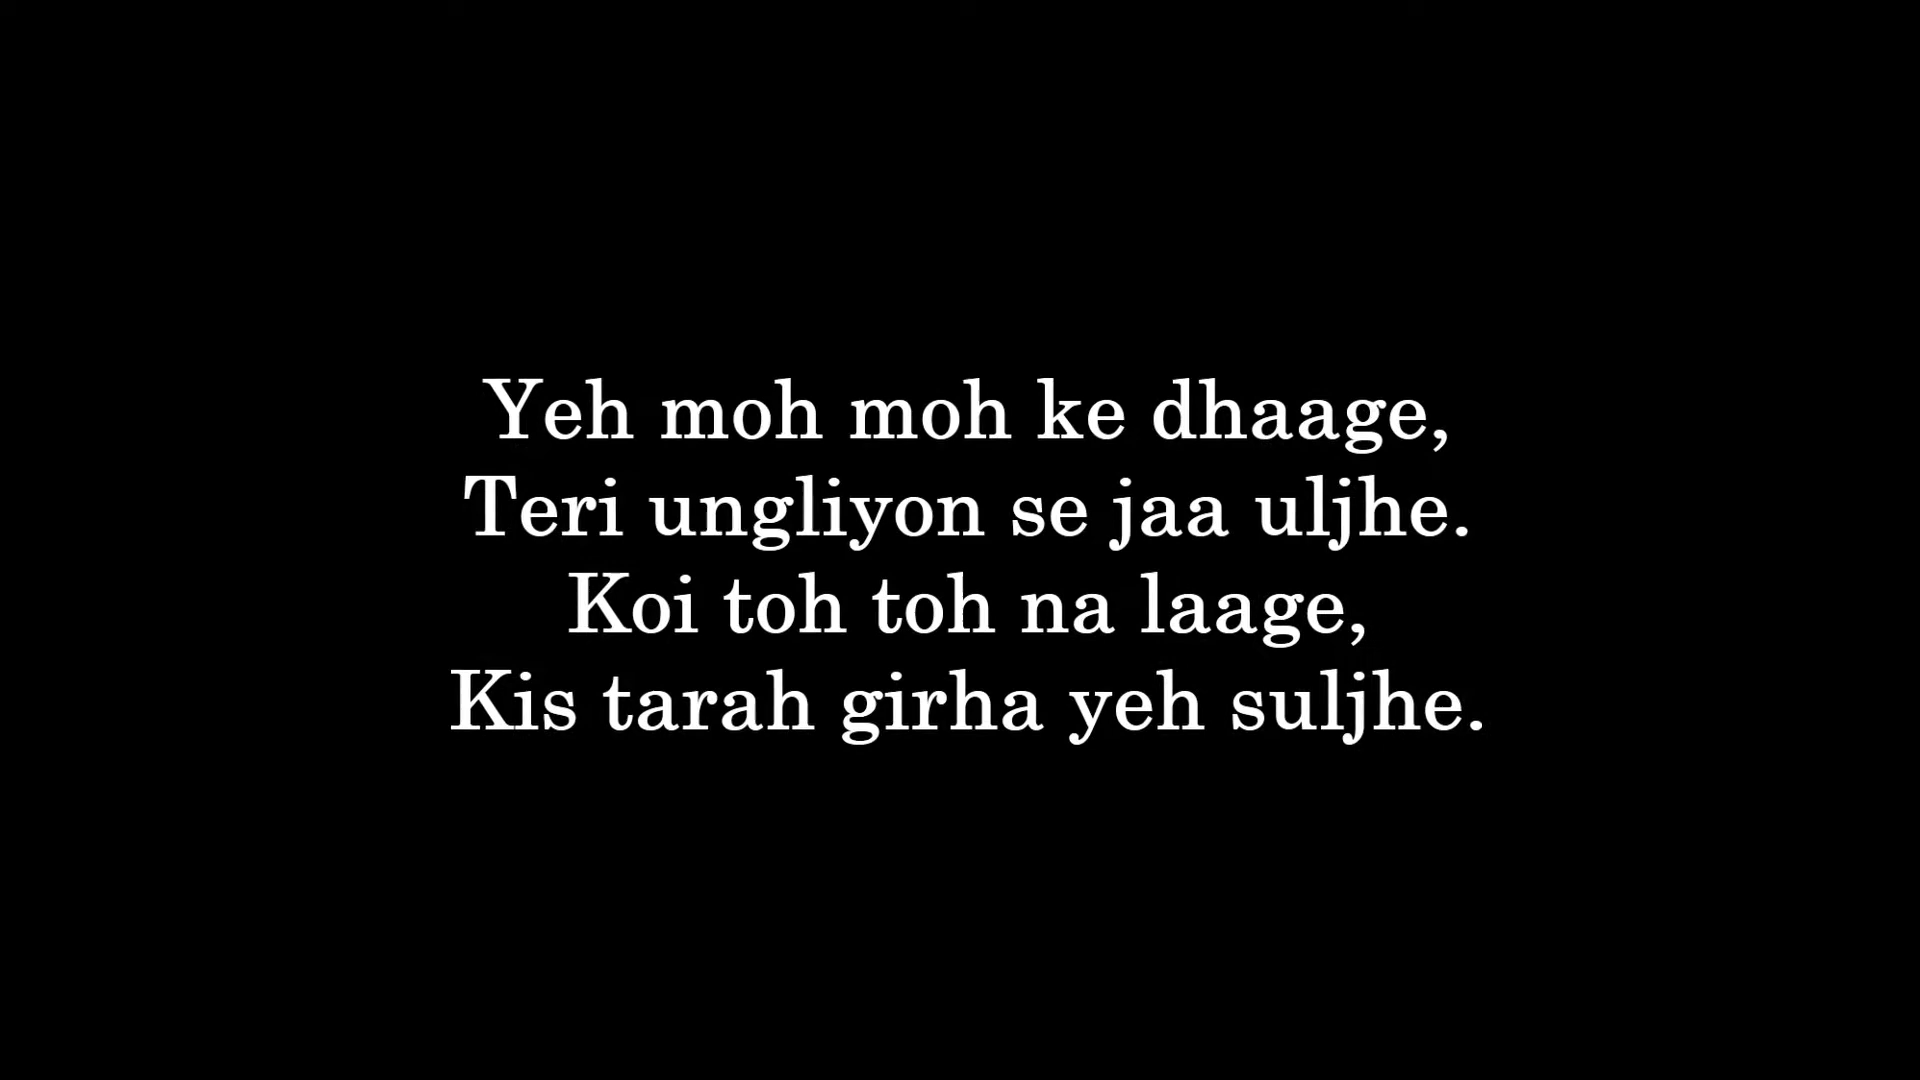 Yeh moh moh ke dhaage,
Teri ungliyon se jaa uljhe.
Koi toh toh na laage,
Kis tarah girha yeh suljhe.